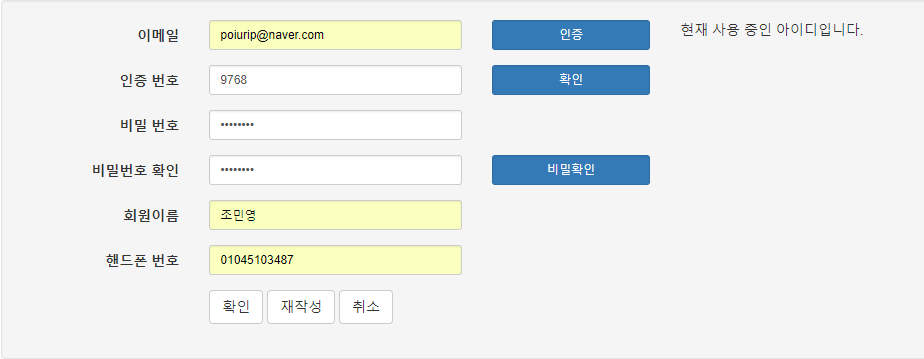 이메일 poiurip@naver.com 인증 현재 사용 중인 아이디입니다.
인증 번호 9768 확인
비밀 번호 ••••••••
비밀번호 확인 ••••••••  비밀확인
회원이름 조민영
핸드폰 번호 01045103487
확인 재작성 취소